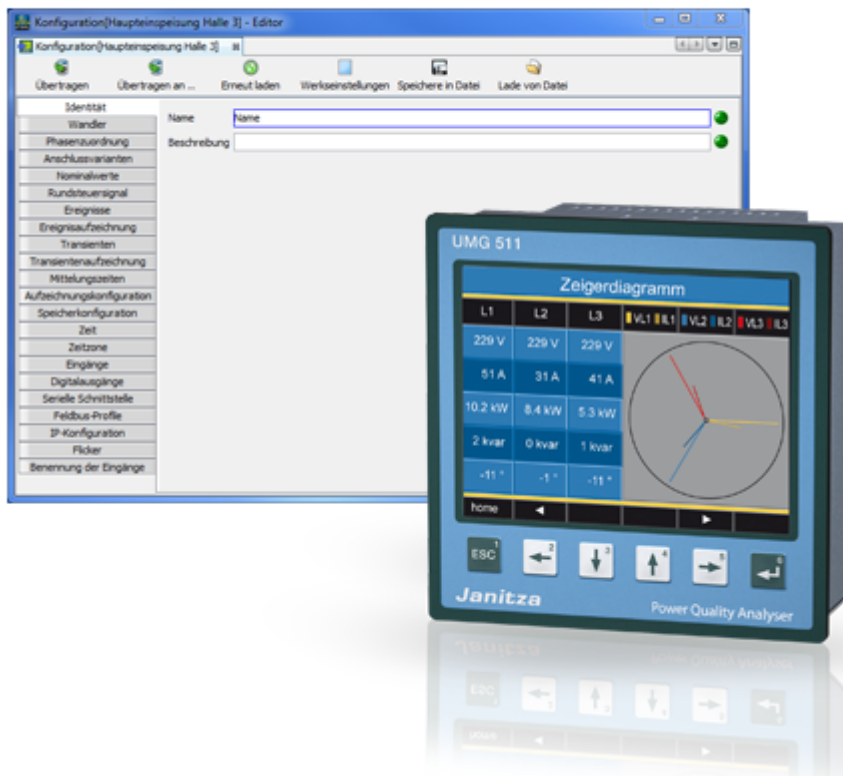 Konfiguration[Haupteinspeisung Halle 3] - Editor
Konfiguration[Haupteinspeisung Halle 3]
Übertragen Übertragen an ... Erneut laden Werkseinstellungen Speichere in Datei Lade von Datei
Identität
Wandler
Phasenzuordnung
Anschlussvarianten
Nominalwerte
Rundsteuersignal
Ereignisse
Ereignisaufzeichnung
Transienten
Transientenaufzeichnung
Mittelungszeiten
Aufzeichnungskonfiguration
Speicherkonfiguration
Zeit
Zeitzone
Eingänge
Digitalausgänge
Serielle Schnittstelle
Feldbus-Profile
IP-Konfiguration
Flicker
Benennung der Eingänge
Name Name
Beschreibung
UMG 511
Zeigerdiagramm
L1 L2 L3 VL1 IL1 VL2 IL2 VL3 IL3
229 V 229 V 229 V
51 A 31 A 41 A
10.2 kW 8.4 kW 5.3 kW
2 kvar 0 kvar 1 kvar
-11 ° -1 ° -11 °
home
ESC 1 2 3 4 5 6
Janitza
Power Quality Analyser